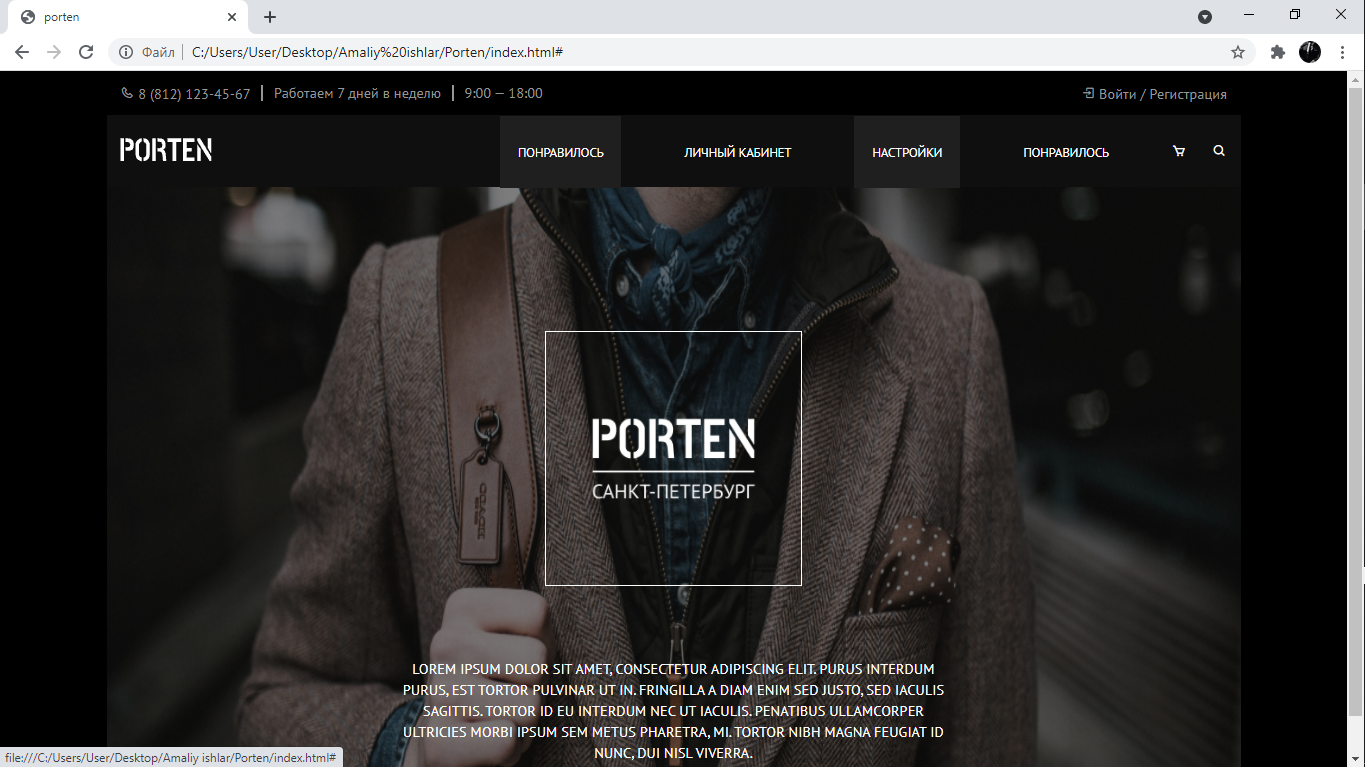 porten
Файл C:/Users/User/Desktop/Amaliy%20ishlar/Porten/index.html#
8 (812) 123-45-67 | Работаем 7 дней в неделю | 9:00 — 18:00 Войти / Регистрация
PORTEN ПОНРАВИЛОСЬ ЛИЧНЫЙ КАБИНЕТ НАСТРОЙКИ ПОНРАВИЛОСЬ
PORTEN
САНКТ-ПЕТЕРБУРГ
COACH
LOREM IPSUM DOLOR SIT AMET, CONSECTETUR ADIPISCING ELIT. PURUS INTERDUM
PURUS, EST TORTOR PULVINAR UT IN. FRINGILLA A DIAM ENIM SED JUSTO, SED IACULIS
SAGITTIS. TORTOR ID EU INTERDUM NEC UT IACULIS. PENATIBUS ULLAMCORPER
ULTRICIES MORBI IPSUM SEM METUS PHARETRA, MI. TORTOR NIBH MAGNA FEUGIAT ID
NUNC, DUI NISL VIVERRA.
file:///C:/Users/User/Desktop/Amaliy ishlar/Porten/index.html#